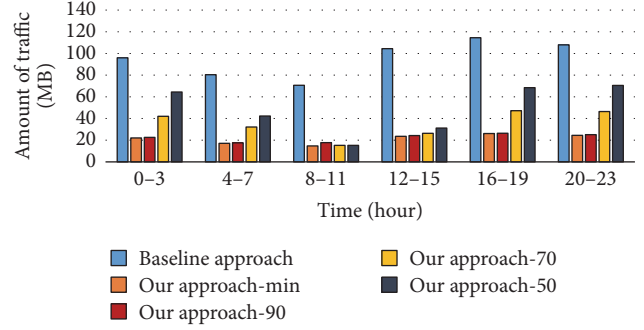 140
120
100
80
60
40
20
0
Amount of traffic
(MB)
0–3 4–7 8–11 12–15 16–19 20–23
Time (hour)
Baseline approach
Our approach-min
Our approach-90
Our approach-70
Our approach-50